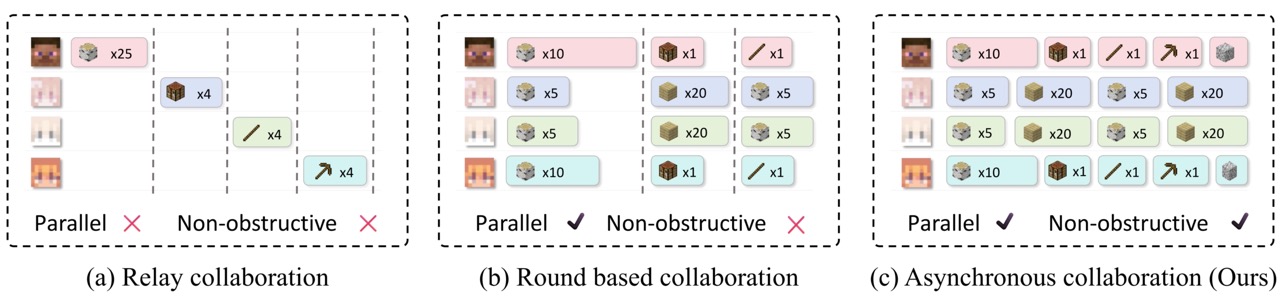 x25
x4
x4
x4
Parallel Non-obstructive
(a) Relay collaboration
x10 x1 x1
x5 x20 x5
x5 x20 x5
x10 x1 x1
Parallel Non-obstructive
(b) Round based collaboration
x10 x1 x1 x1
x5 x20 x5 x20
x5 x20 x5 x20
x10 x1 x1 x1
Parallel Non-obstructive
(c) Asynchronous collaboration (Ours)